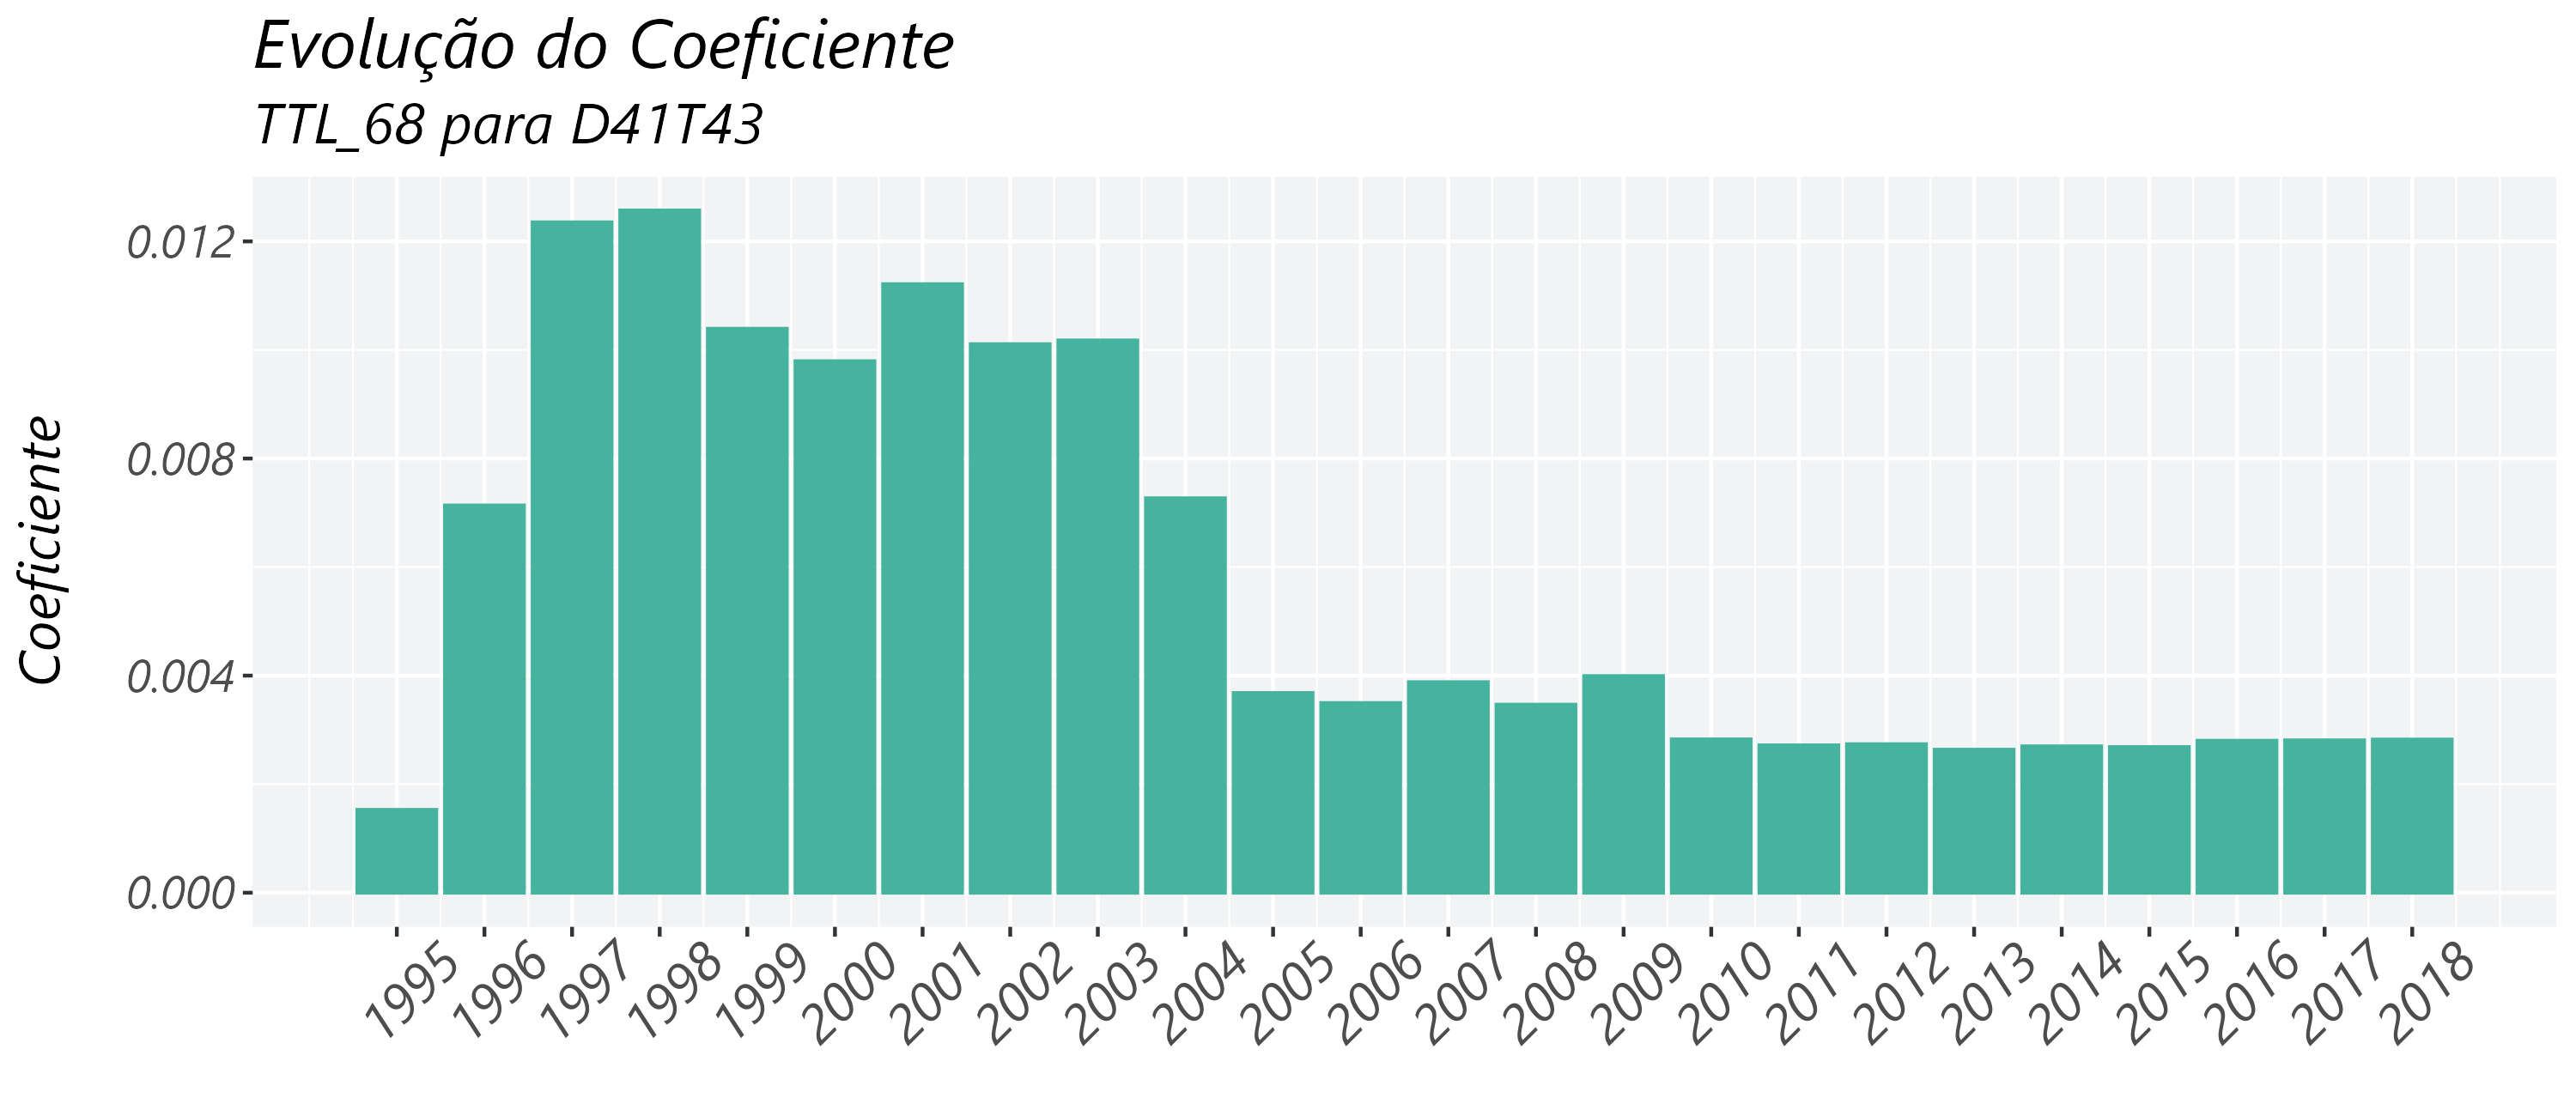 Evolução do Coeficiente
TTL_68 para D41T43
Coeficiente
0.012
0.008
0.004
0.000
1995 1996 1997 1998 1999 2000 2001 2002 2003 2004 2005 2006 2007 2008 2009 2010 2011 2012 2013 2014 2015 2016 2017 2018